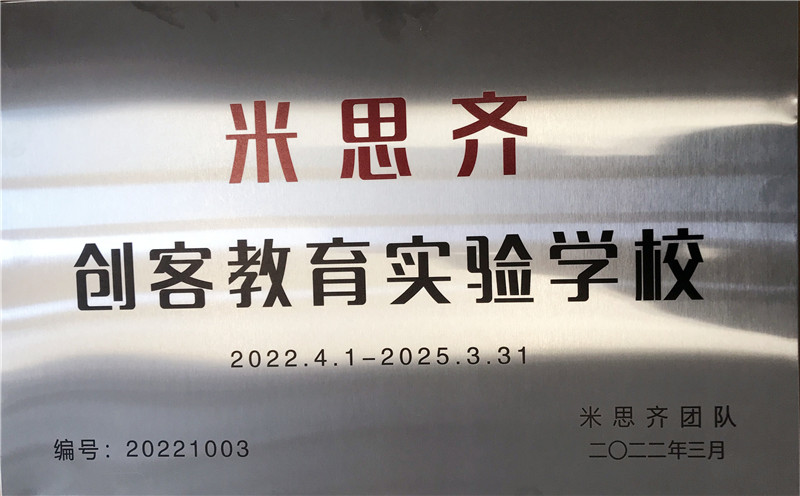 米思齐
创客教育实验学校
2022.4.1-2025.3.31
米思齐团队
编号：20221003
二〇二二年三月